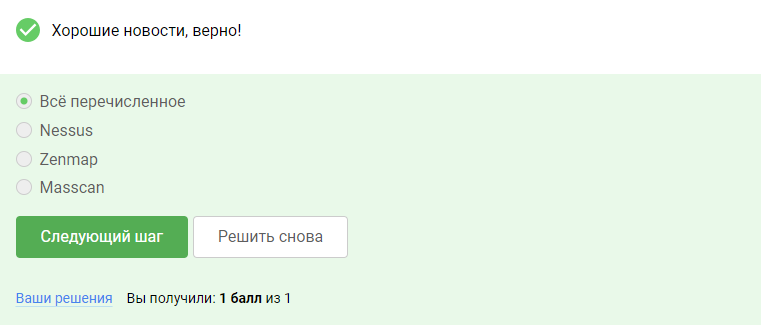 Хорошие новости, верно!
Всё перечисленное
Nessus
Zenmap
Masscan
Следующий шаг Решить снова
Ваши решения Вы получили: 1 балл из 1